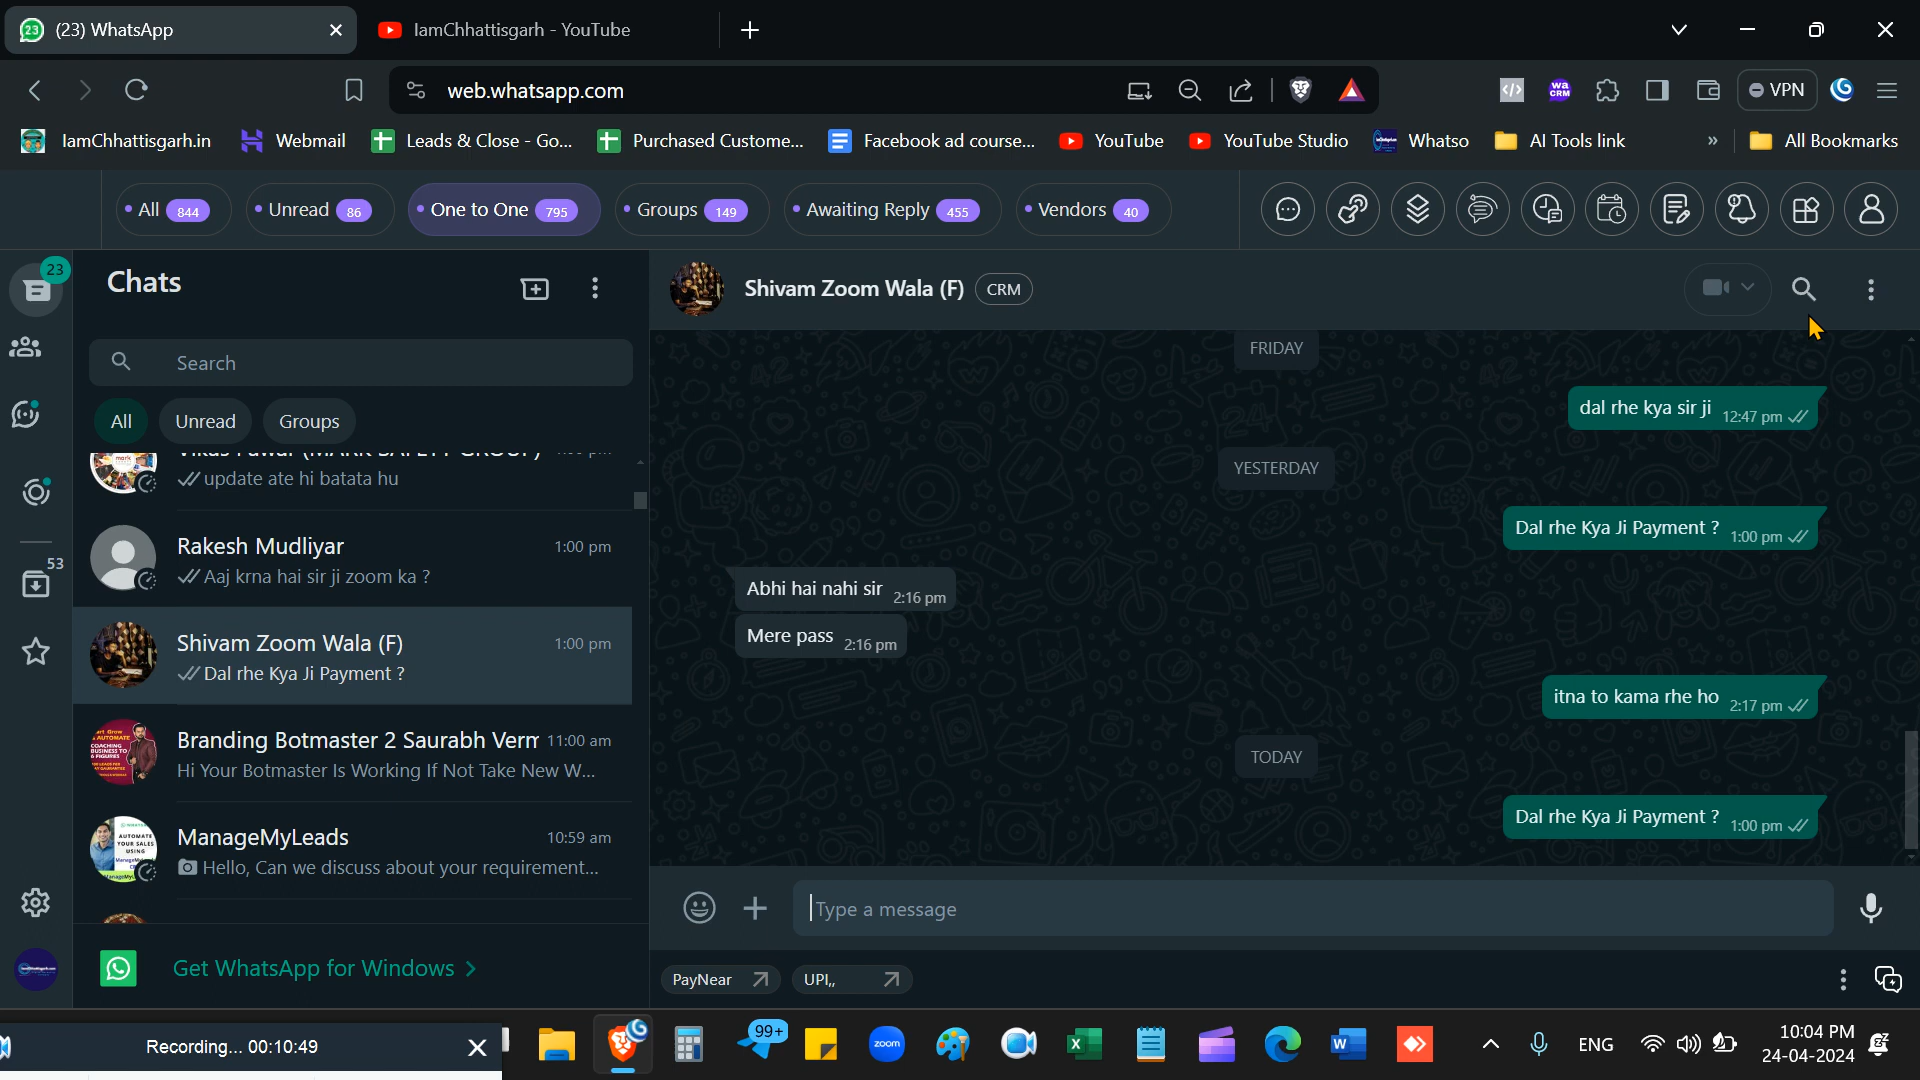 (23) WhatsApp
IamChhattisgarh - YouTube
web.whatsapp.com
VPN
IamChhattisgarh.in
Webmail
Leads & Close - Go...
Purchased Custome...
Facebook ad course...
YouTube
YouTube Studio
Whatso
AI Tools link
»
All Bookmarks
All 844
Unread 86
One to One 795
Groups 149
Awaiting Reply 455
Vendors 40
23
Chats
Search
All
Unread
Groups
update ate hi batata hu
Rakesh Mudliyar 1:00 pm
Aaj krna hai sir ji zoom ka ?
53
Shivam Zoom Wala (F) 1:00 pm
Dal rhe Kya Ji Payment ?
Branding Botmaster 2 Saurabh Verm 11:00 am
Hi Your Botmaster Is Working If Not Take New W...
ManageMyLeads 10:59 am
Hello, Can we discuss about your requirement...
Get WhatsApp for Windows
Shivam Zoom Wala (F) CRM
FRIDAY
dal rhe kya sir ji 12:47 pm
YESTERDAY
Dal rhe Kya Ji Payment ? 1:00 pm
Abhi hai nahi sir 2:16 pm
Mere pass 2:16 pm
itna to kama rhe ho 2:17 pm
TODAY
Dal rhe Kya Ji Payment ? 1:00 pm
Type a message
PayNear
UPI,,
Recording... 00:10:49
99+
zoom
ENG
10:04 PM
24-04-2024